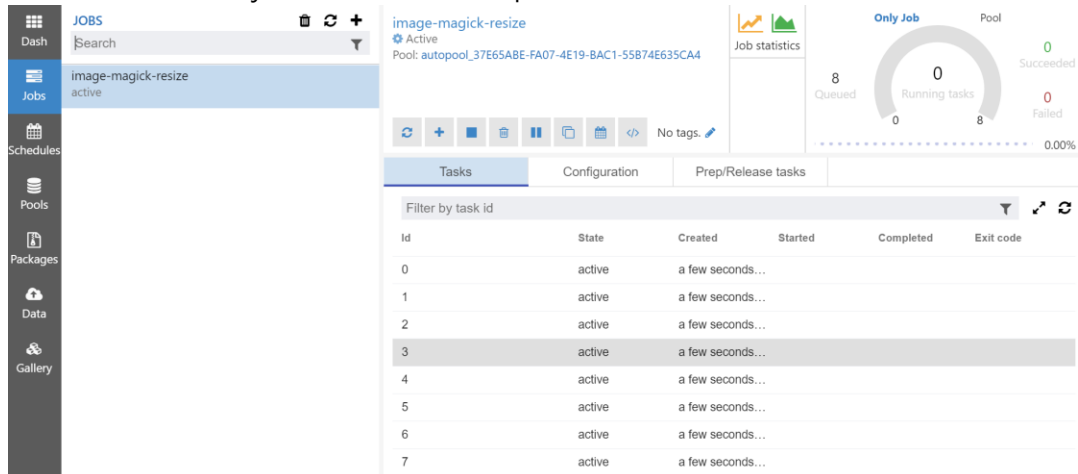 Dash
Jobs
Schedules
Pools
Packages
Data
Gallery
JOBS
Search
image-magick-resize
active
image-magick-resize
Active
Pool: autopool_37E65ABE-FA07-4E19-BAC1-55B74E635CA4
No tags.
Job statistics
Only Job Pool
8
Queued
0
Running tasks
0 8
0
Succeeded
0
Failed
0.00%
Tasks Configuration Prep/Release tasks
Filter by task id
Id State Created Started Completed Exit code
0 active a few seconds...
1 active a few seconds...
2 active a few seconds...
3 active a few seconds...
4 active a few seconds...
5 active a few seconds...
6 active a few seconds...
7 active a few seconds...